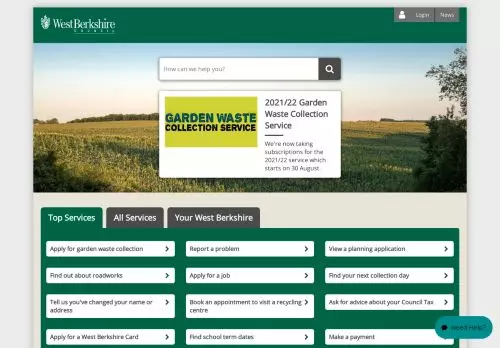 West Berkshire
COUNCIL
Login
News
How can we help you?
GARDEN WASTE
COLLECTION SERVICE
2021/22 Garden
Waste Collection
Service
We're now taking
subscriptions for the
2021/22 service which
starts on 30 August
Top Services
All Services
Your West Berkshire
Apply for garden waste collection
Report a problem
View a planning application
Find out about roadworks
Apply for a job
Find your next collection day
Tell us you've changed your name or
address
Book an appointment to visit a recycling
centre
Ask for advice about your Council Tax
Apply for a West Berkshire Card
Find school term dates
Make a payment
Need Help?